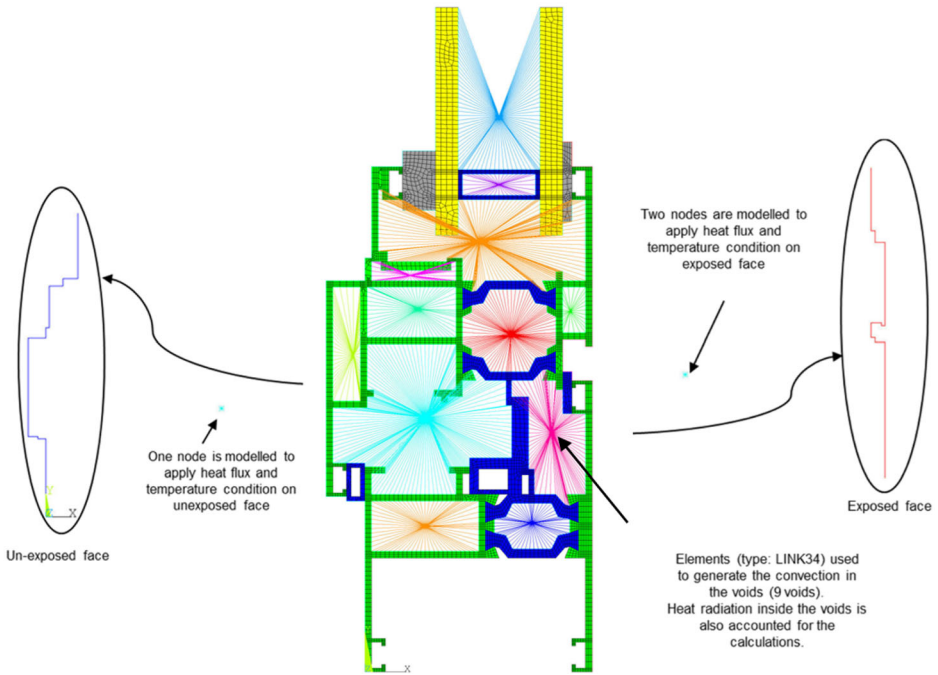 Two nodes are modelled to
apply heat flux and
temperature condition on
exposed face
One node is modelled to
apply heat flux and
temperature condition on
unexposed face
Y
Z
X
Un-exposed face
Exposed face
Elements (type: LINK34) used
to generate the convection in
the voids (9 voids).
Heat radiation inside the voids is
also accounted for the
calculations.
X